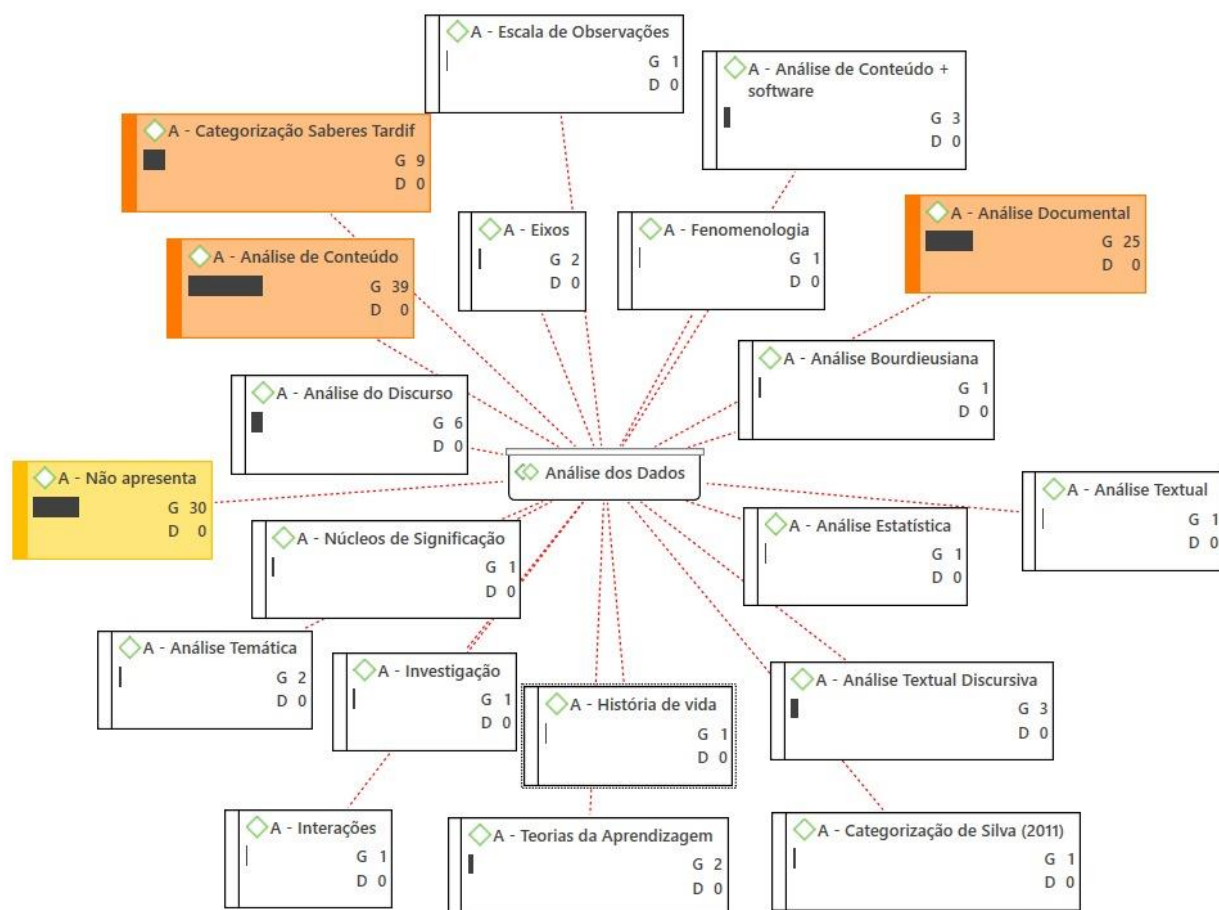 A - Escala de Observações
G 1
D 0
A - Análise de Conteúdo +
software
G 3
D 0
A - Categorização Saberes Tardif
G 9
D 0
A - Eixos
G 2
D 0
A - Fenomenologia
G 1
D 0
A - Análise Documental
G 25
D 0
A - Análise de Conteúdo
G 39
D 0
A - Análise Bourdieusiana
G 1
D 0
A - Análise do Discurso
G 6
D 0
Análise dos Dados
A - Não apresenta
G 30
D 0
A - Análise Textual
G 1
D 0
A - Núcleos de Significação
G 1
D 0
A - Análise Estatística
G 1
D 0
A - Análise Temática
G 2
D 0
A - Investigação
G 1
D 0
A - História de vida
G 1
D 0
A - Análise Textual Discursiva
G 3
D 0
A - Interações
G 1
D 0
A - Teorias da Aprendizagem
G 2
D 0
A - Categorização de Silva (2011)
G 1
D 0